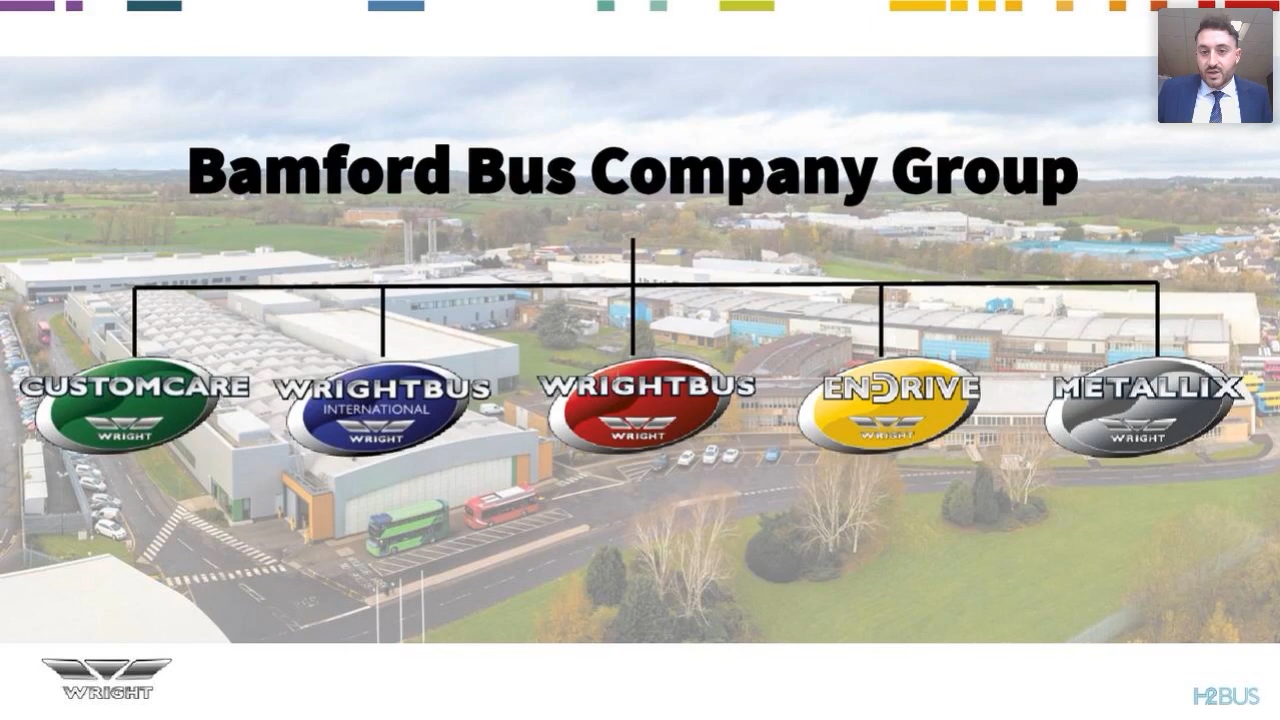 Bamford Bus Company Group
CUSTOMCARE
WRIGHT
WRIGHTBUS
INTERNATIONAL
WRIGHT
WRIGHTBUS
WRIGHT
ENDRIVE
WRIGHT
METALLIX
WRIGHT
WRIGHT
H2BUS